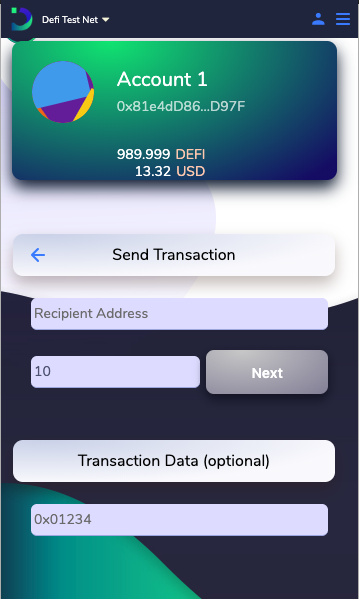 Defi Test Net
Account 1
0x81e4dD86...D97F
989.999 DEFI
13.32 USD
Send Transaction
Recipient Address
10
Next
Transaction Data (optional)
0x01234